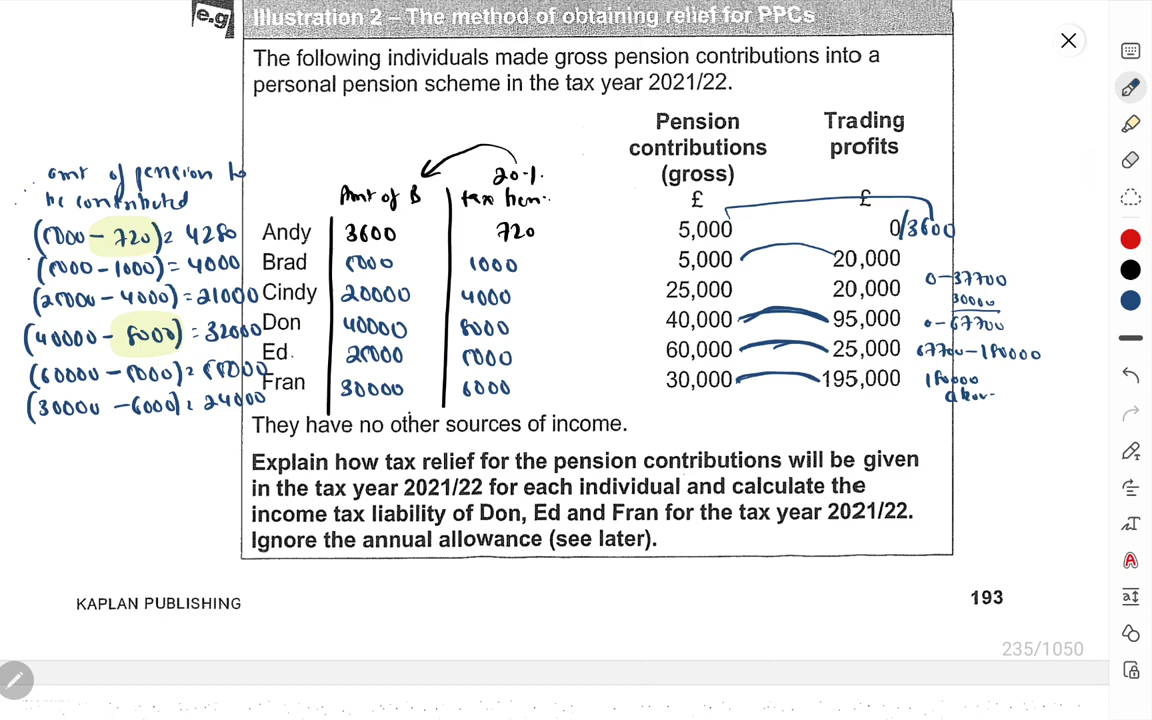 e.g Illustration 2 – The method of obtaining relief for PPCs
The following individuals made gross pension contributions into a
personal pension scheme in the tax year 2021/22.
Pension Trading
contributions profits
(gross)
£ £
amt of pension to
be contributed
Amt of B
20%
tax ben..
(5000 - 720) = 4280 Andy 3600 720 5,000 0/3600
(5000 - 1000) = 4000 Brad 5000 1000 5,000 20,000
(25000 - 4000) = 21000 Cindy 20000 4000 25,000 20,000
(40000 - 8000) = 32000 Don 40000 8000 40,000 95,000
(60000 - 5000) = 55000 Ed 25000 5000 60,000 25,000
(30000 - 6000) = 24000 Fran 30000 6000 30,000 195,000
0-37700
30000
0-67700
67700-180000
180000
above
They have no other sources of income.
Explain how tax relief for the pension contributions will be given
in the tax year 2021/22 for each individual and calculate the
income tax liability of Don, Ed and Fran for the tax year 2021/22.
Ignore the annual allowance (see later).
KAPLAN PUBLISHING 193
235/1050